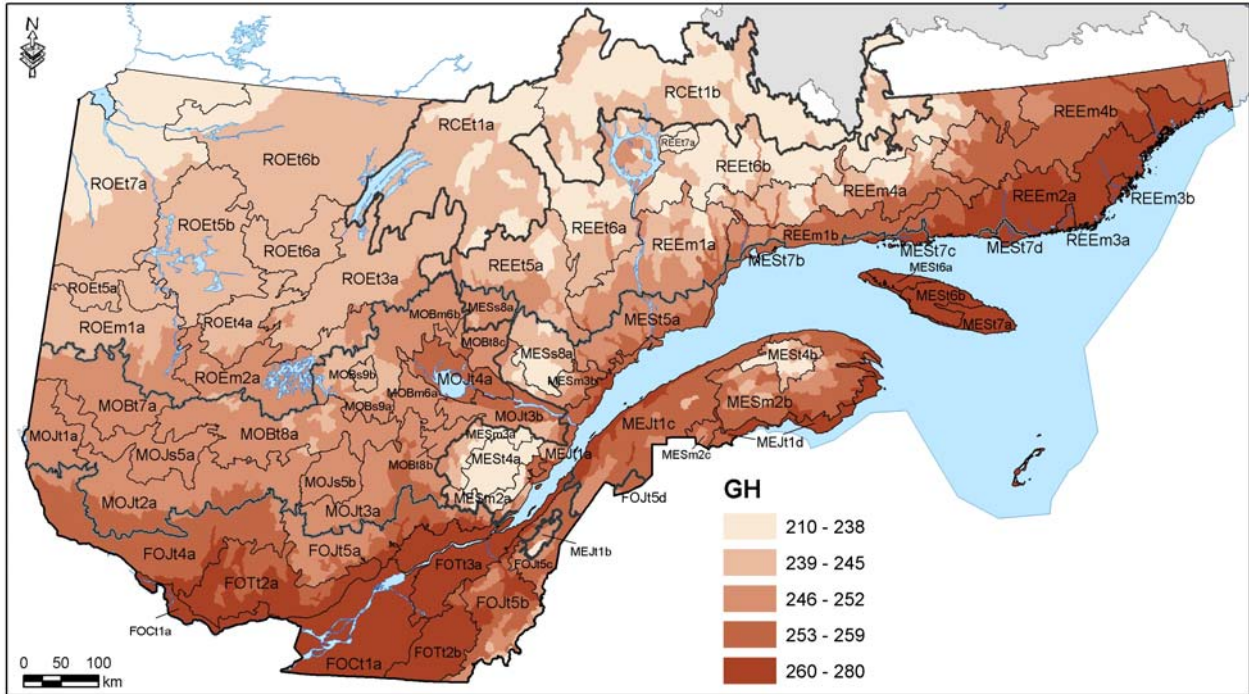 N
RCEt1b
RCEt1a
REEm4b
REEt7a
ROEt6b
REEt6b
ROEt7a
REEm4a
REEm2a
REEm3b
ROEt5b
REEt6a
REEm1a
REEm1b
REEm3a
ROEt6a
MESt7c
MESt7d
MESt7b
REEt5a
MESt6a
ROEt3a
ROEt5a
MESt6b
MESs8a
MOBm6b
MESt5a
MESt7a
ROEm1a
ROEt4a
MOBt8c
MESs8a
MESt4b
MOBs9b
MOJt4a
MESm3b
ROEm2a
MOBm6a
MESm2b
MOBt7a
MOBs9a
MOJt3b
MEJt1c
MOJt1a
MOBt8a
MESm3a
MEJt1a
MEJt1d
MOJs5a
MESt4a
MESm2c
MOBt8b
MOJs5b
FOJt5d
MESm2a
MOJt2a
MOJt3a
GH
210 - 238
239 - 245
246 - 252
253 - 259
260 - 280
FOJt4a
FOJt5a
MEJt1b
FOTt3a
FOJt5c
FOTt2a
FOJt5b
FOCt1a
FOTt2b
FOCt1a
0 50 100
km